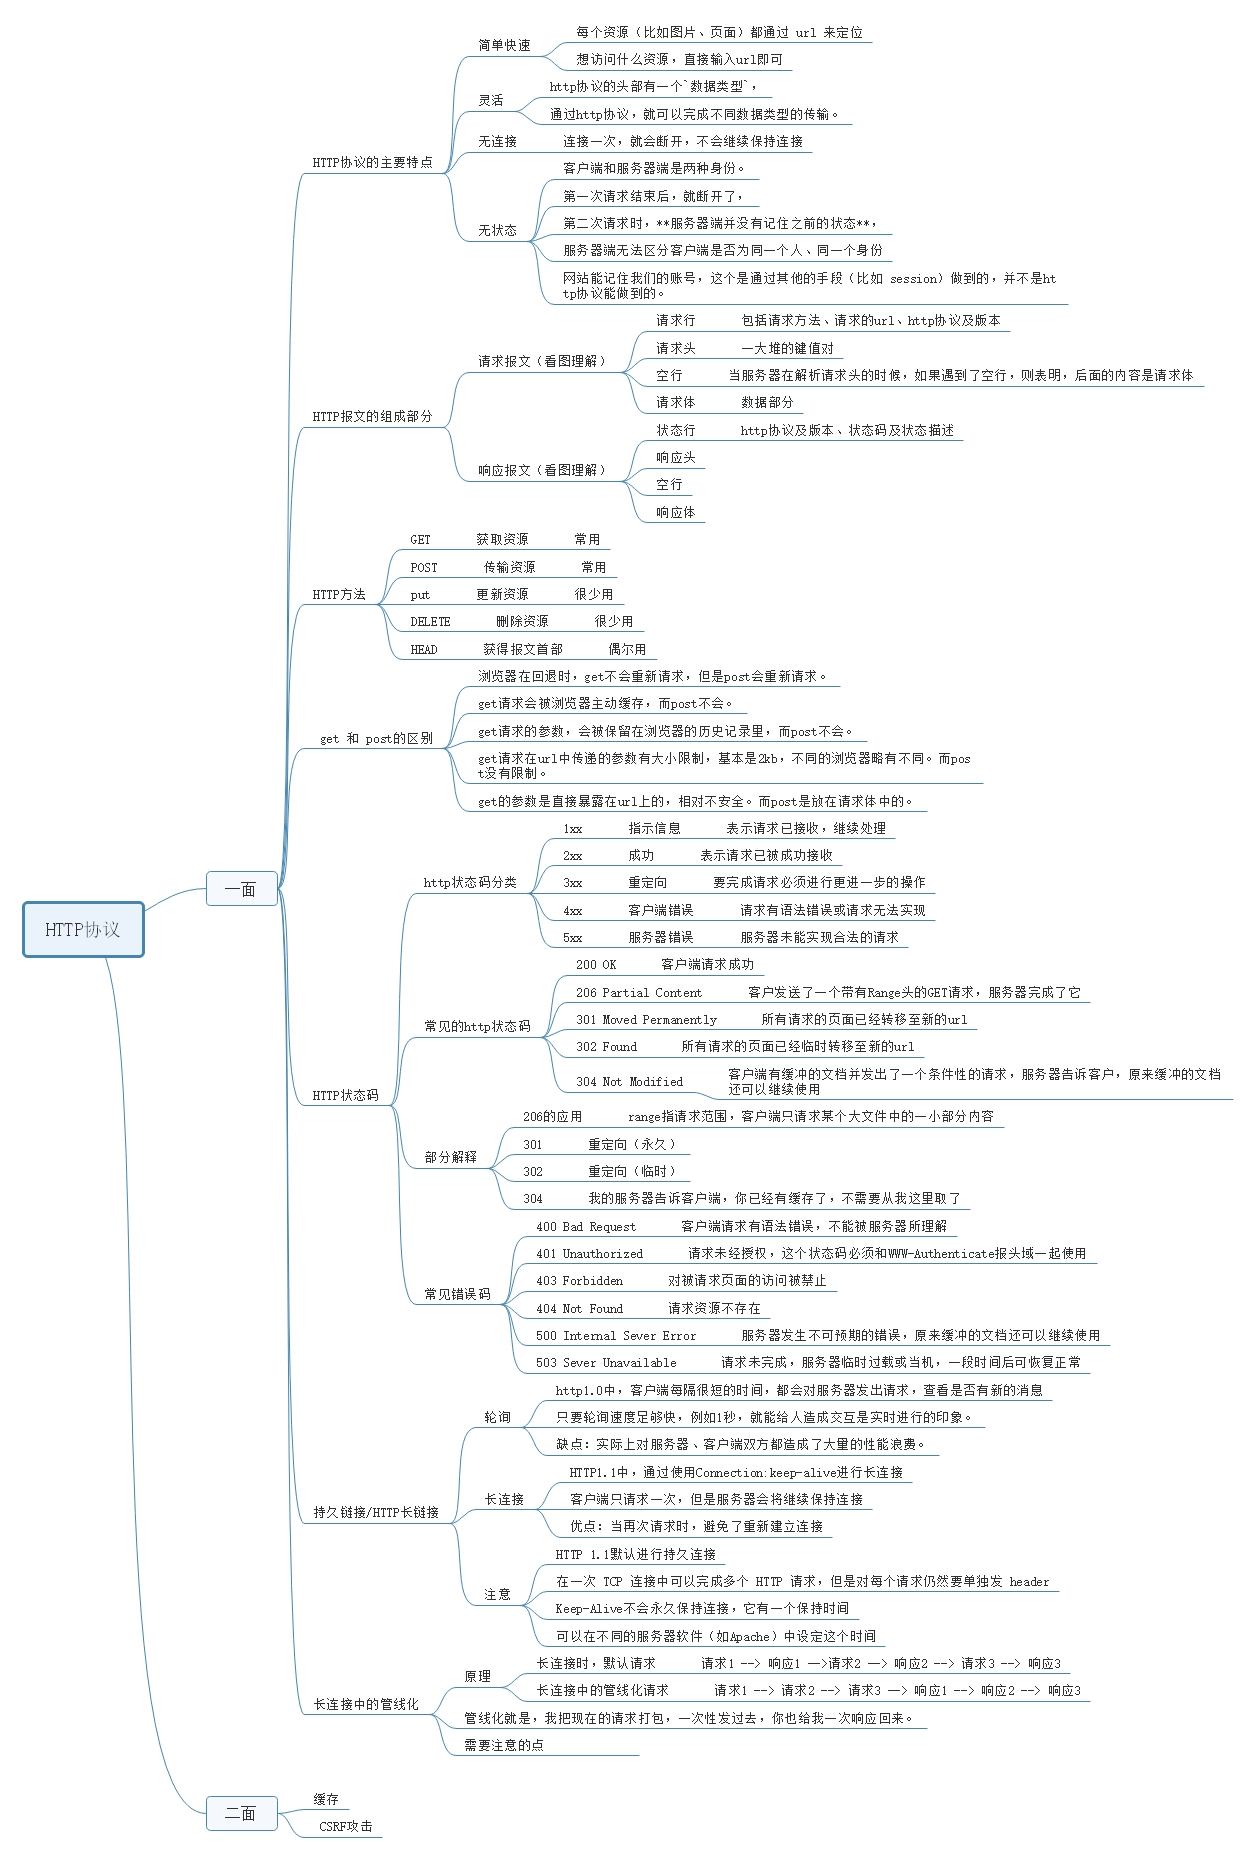 每个资源（比如图片、页面）都通过 url 来定位
简单快速
想访问什么资源，直接输入url即可
http协议的头部有一个`数据类型`，
灵活
通过http协议，就可以完成不同数据类型的传输。
无连接 连接一次，就会断开，不会继续保持连接
HTTP协议的主要特点
客户端和服务器端是两种身份。
第一次请求结束后，就断开了，
第二次请求时，**服务器端并没有记住之前的状态**，
无状态
服务器端无法区分客户端是否为同一个人、同一个身份
网站能记住我们的账号，这个是通过其他的手段（比如 session）做到的，并不是ht
tp协议能做到的。
请求行 包括请求方法、请求的url、http协议及版本
请求头 一大堆的键值对
请求报文（看图理解）
空行 当服务器在解析请求头的时候，如果遇到了空行，则表明，后面的内容是请求体
请求体 数据部分
HTTP报文的组成部分
状态行 http协议及版本、状态码及状态描述
响应头
响应报文（看图理解）
空行
响应体
GET 获取资源 常用
POST 传输资源 常用
HTTP方法
put 更新资源 很少用
DELETE 删除资源 很少用
HEAD 获得报文首部 偶尔用
浏览器在回退时，get不会重新请求，但是post会重新请求。
get请求会被浏览器主动缓存，而post不会。
get请求的参数，会被保留在浏览器的历史记录里，而post不会。
get 和 post的区别
get请求在url中传递的参数有大小限制，基本是2kb，不同的浏览器略有不同。而pos
t没有限制。
get的参数是直接暴露在url上的，相对不安全。而post是放在请求体中的。
1xx 指示信息 表示请求已接收，继续处理
2xx 成功 表示请求已被成功接收
http状态码分类
3xx 重定向 要完成请求必须进行更进一步的操作
一面
4xx 客户端错误 请求有语法错误或请求无法实现
HTTP协议
5xx 服务器错误 服务器未能实现合法的请求
200 OK 客户端请求成功
206 Partial Content 客户发送了一个带有Range头的GET请求，服务器完成了它
301 Moved Permanently 所有请求的页面已经转移至新的url
常见的http状态码
302 Found 所有请求的页面已经临时转移至新的url
304 Not Modified
客户端有缓冲的文档并发出了一个条件性的请求，服务器告诉客户，原来缓冲的文档
还可以继续使用
HTTP状态码
206的应用 range指请求范围，客户端只请求某个大文件中的一小部分内容
301 重定向（永久）
部分解释
302 重定向（临时）
304 我的服务器告诉客户端，你已经有缓存了，不需要从我这里取了
400 Bad Request 客户端请求有语法错误，不能被服务器所理解
401 Unauthorized 请求未经授权，这个状态码必须和WWW-Authenticate报头域一起使用
403 Forbidden 对被请求页面的访问被禁止
常见错误码
404 Not Found 请求资源不存在
500 Internal Sever Error 服务器发生不可预期的错误，原来缓冲的文档还可以继续使用
503 Sever Unavailable 请求未完成，服务器临时过载或当机，一段时间后可恢复正常
http1.0中，客户端每隔很短的时间，都会对服务器发出请求，查看是否有新的消息
轮询
只要轮询速度足够快，例如1秒，就能给人造成交互是实时进行的印象。
缺点：实际上对服务器、客户端双方都造成了大量的性能浪费。
HTTP1.1中，通过使用Connection:keep-alive进行长连接
长连接
客户端只请求一次，但是服务器会将继续保持连接
持久链接/HTTP长链接
优点：当再次请求时，避免了重新建立连接
HTTP 1.1默认进行持久连接
在一次 TCP 连接中可以完成多个 HTTP 请求，但是对每个请求仍然要单独发 header
注意
Keep-Alive不会永久保持连接，它有一个保持时间
可以在不同的服务器软件（如Apache）中设定这个时间
长连接时，默认请求 请求1 --> 响应1 —>请求2 —> 响应2 --> 请求3 --> 响应3
原理
长连接中的管线化请求 请求1 --> 请求2 --> 请求3 —> 响应1 --> 响应2 --> 响应3
长连接中的管线化
管线化就是，我把现在的请求打包，一次性发过去，你也给我一次响应回来。
需要注意的点
缓存
二面
CSRF攻击